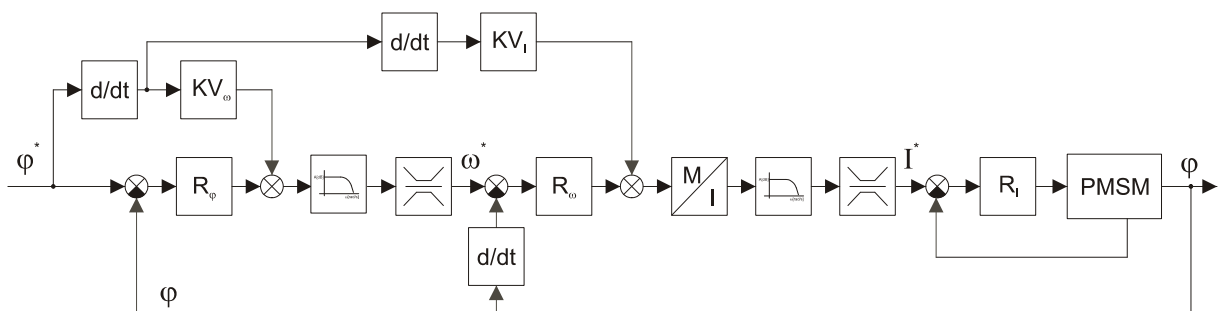 d/dt
KV_I
d/dt
KV_ω
φ*
R_φ
ω*
R_ω
M
I
I*
R_I
PMSM
φ
d/dt
φ